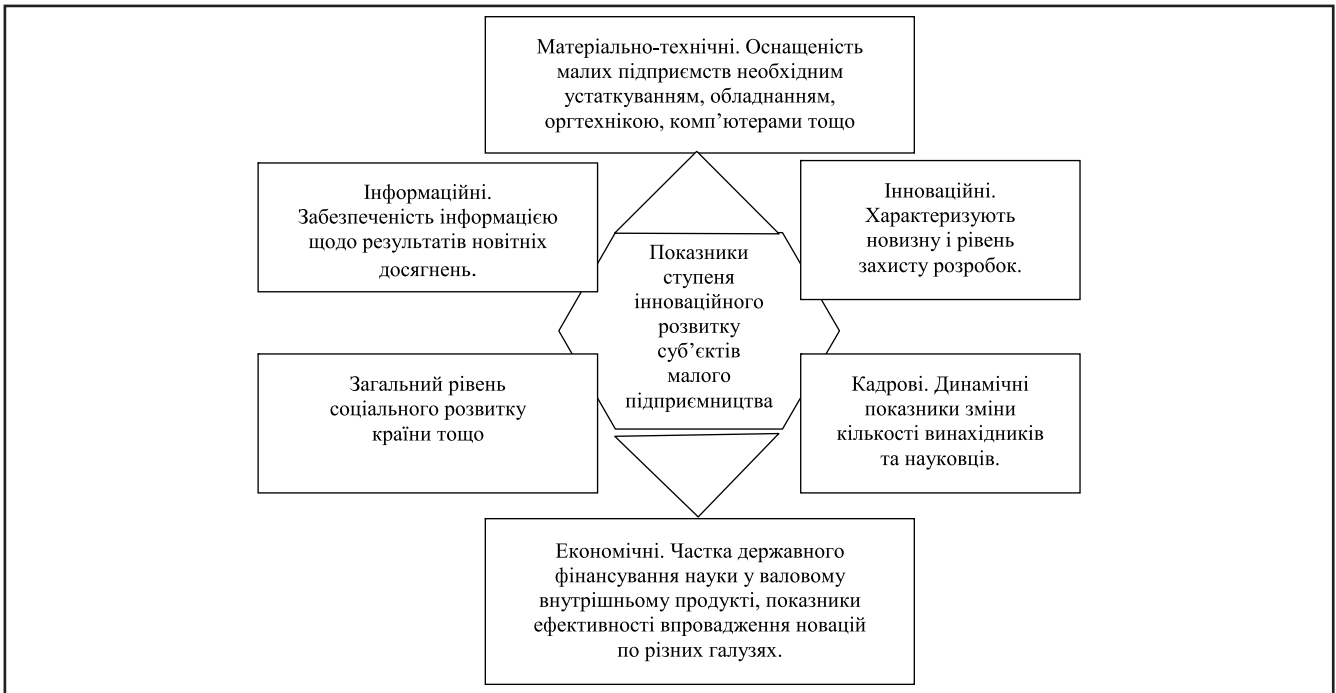 Матеріально-технічні. Оснащеність
малих підприємств необхідним
устаткуванням, обладнанням,
оргтехнікою, комп’ютерами тощо
Інформаційні.
Забезпеченість інформацією
щодо результатів новітніх
досягнень.
Інноваційні.
Характеризують
новизну і рівень
захисту розробок.
Показники
ступеня
інноваційного
розвитку
суб’єктів
малого
підприємництва
Загальний рівень
соціального розвитку
країни тощо
Кадрові. Динамічні
показники зміни
кількості винахідників
та науковців.
Економічні. Частка державного
фінансування науки у валовому
внутрішньому продукті, показники
ефективності впровадження новацій
по різних галузях.